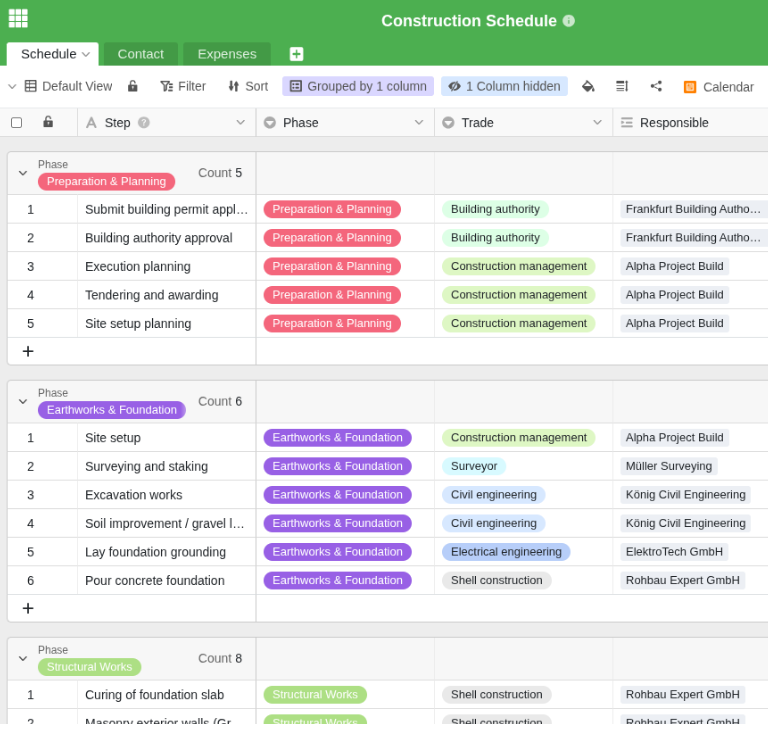 Construction Schedule
Schedule Contact Expenses
Default View Filter Sort Grouped by 1 column 1 Column hidden Calendar
Step Phase Trade Responsible
Phase
Preparation & Planning Count 5
1 Submit building permit appl… Preparation & Planning Building authority Frankfurt Building Autho…
2 Building authority approval Preparation & Planning Building authority Frankfurt Building Autho…
3 Execution planning Preparation & Planning Construction management Alpha Project Build
4 Tendering and awarding Preparation & Planning Construction management Alpha Project Build
5 Site setup planning Preparation & Planning Construction management Alpha Project Build
Phase
Earthworks & Foundation Count 6
1 Site setup Earthworks & Foundation Construction management Alpha Project Build
2 Surveying and staking Earthworks & Foundation Surveyor Müller Surveying
3 Excavation works Earthworks & Foundation Civil engineering König Civil Engineering
4 Soil improvement / gravel l… Earthworks & Foundation Civil engineering König Civil Engineering
5 Lay foundation grounding Earthworks & Foundation Electrical engineering ElektroTech GmbH
6 Pour concrete foundation Earthworks & Foundation Shell construction Rohbau Expert GmbH
Phase
Structural Works Count 8
1 Curing of foundation slab Structural Works Shell construction Rohbau Expert GmbH
2 Masonry exterior walls (Gr… Structural Works Shell construction Rohbau Expert GmbH